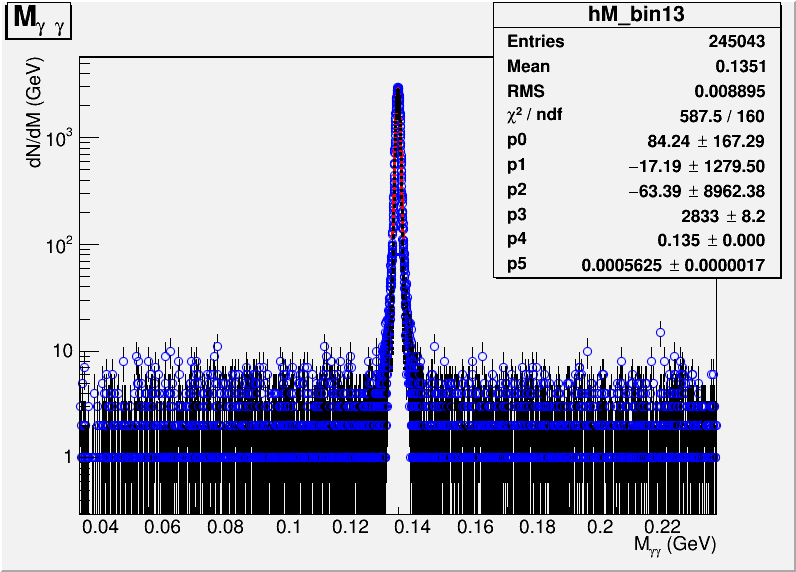 M_γ γ
hM_bin13
Entries 245043
Mean 0.1351
RMS 0.008895
χ² / ndf 587.5 / 160
p0 84.24 ± 167.29
p1 −17.19 ± 1279.50
p2 −63.39 ± 8962.38
p3 2833 ± 8.2
p4 0.135 ± 0.000
p5 0.0005625 ± 0.0000017
dN/dM (GeV)
10³
10²
10
1
0.04 0.06 0.08 0.1 0.12 0.14 0.16 0.18 0.2 0.22
M_γγ (GeV)